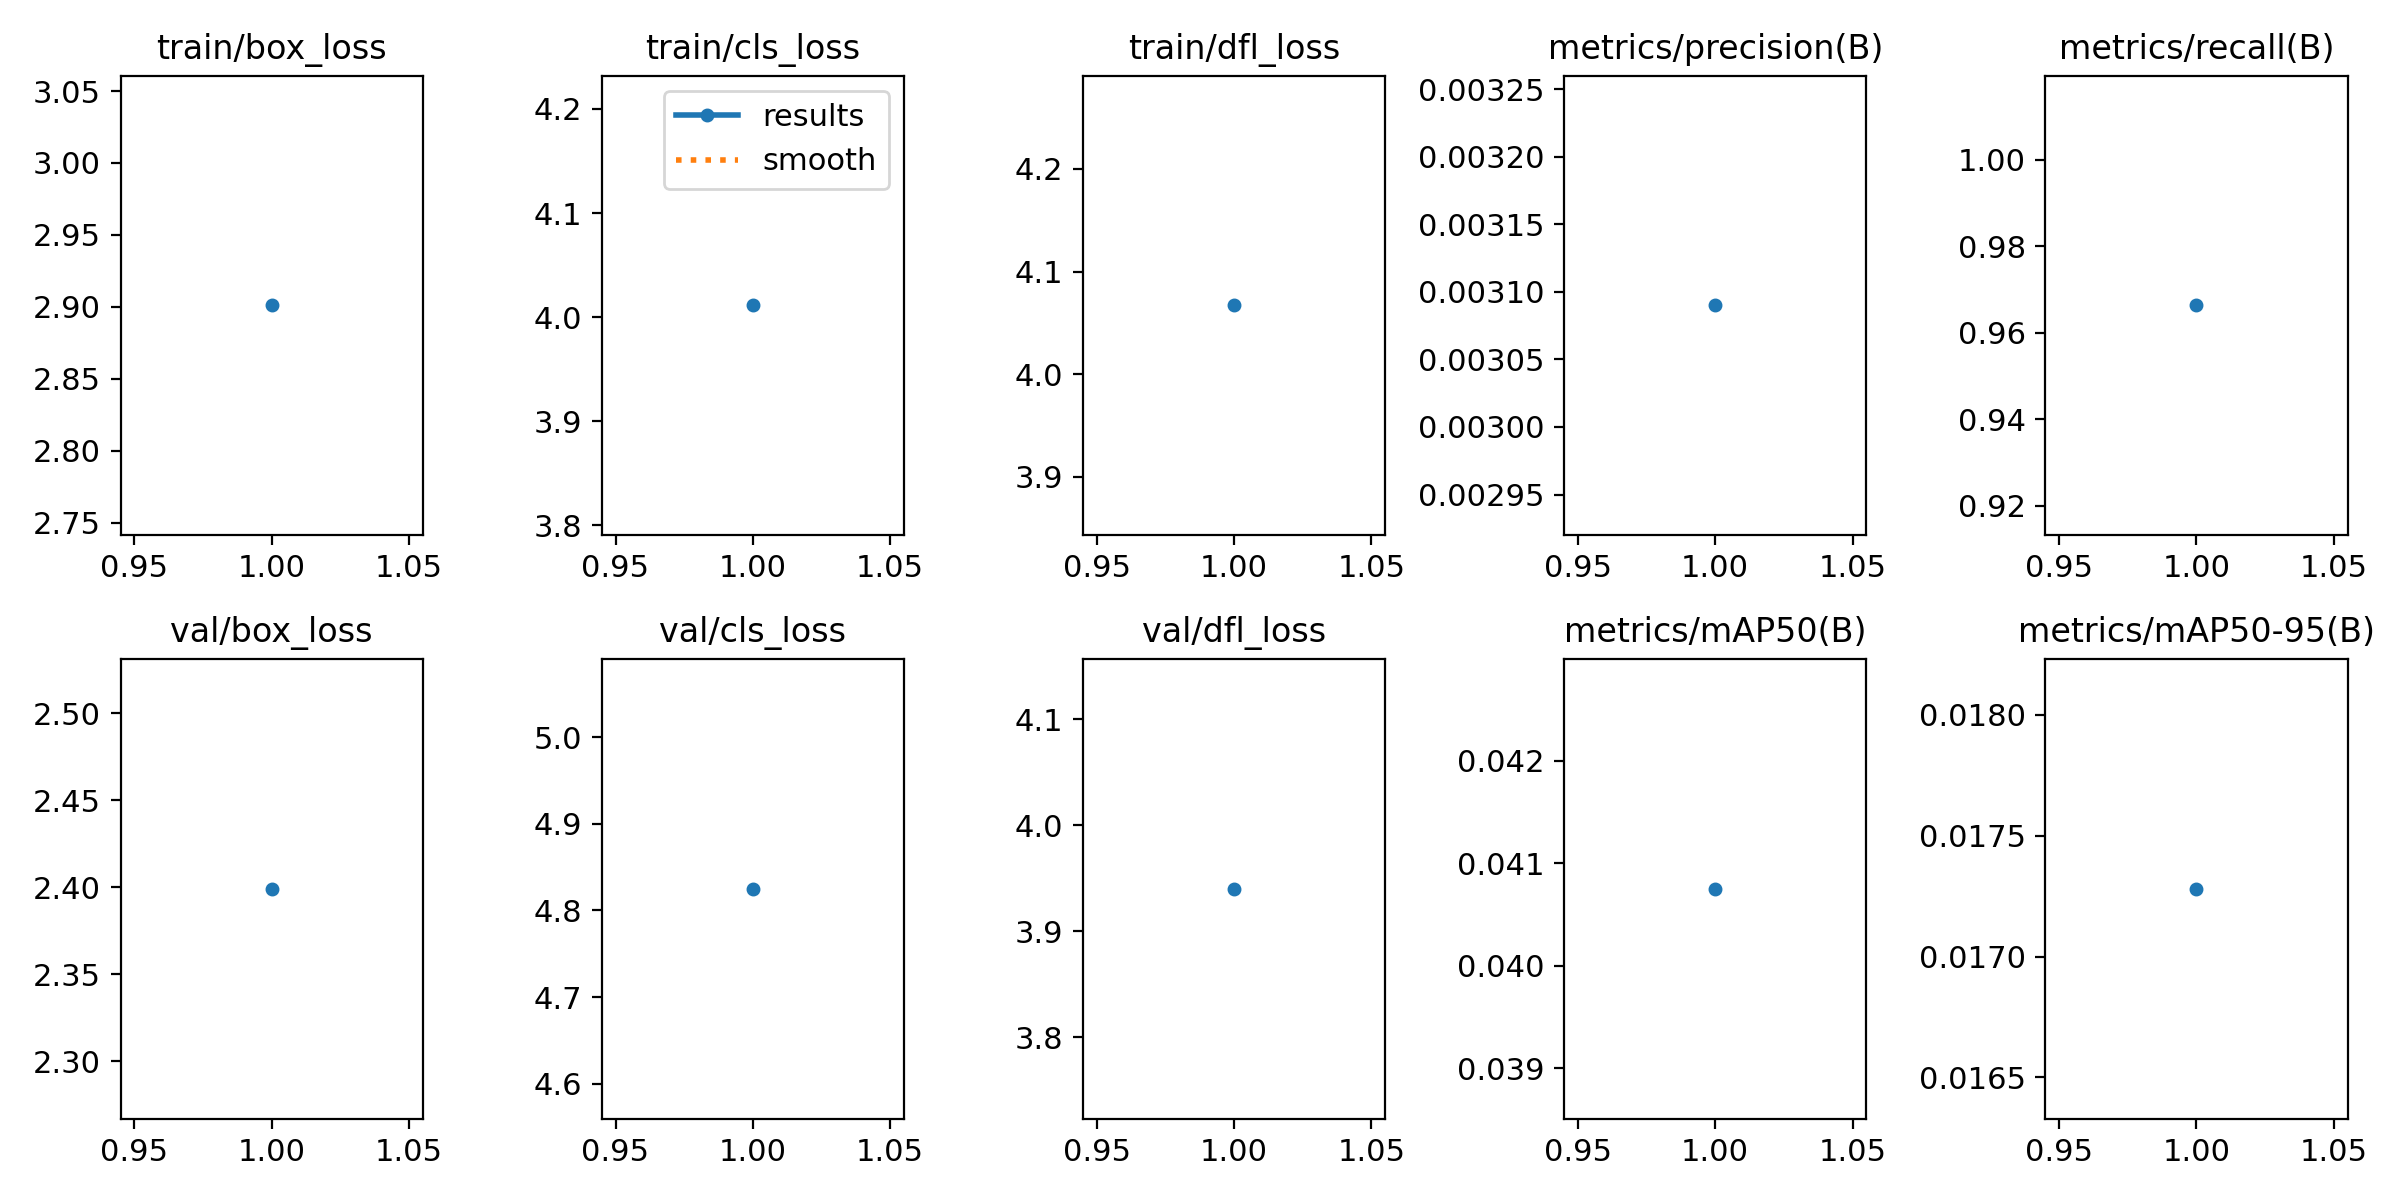 train/box_loss
3.05
3.00
2.95
2.90
2.85
2.80
2.75
0.95 1.00 1.05
train/cls_loss
results
smooth
4.2
4.1
4.0
3.9
3.8
0.95 1.00 1.05
train/dfl_loss
4.2
4.1
4.0
3.9
0.95 1.00 1.05
metrics/precision(B)
0.00325
0.00320
0.00315
0.00310
0.00305
0.00300
0.00295
0.95 1.00 1.05
metrics/recall(B)
1.00
0.98
0.96
0.94
0.92
0.95 1.00 1.05
val/box_loss
2.50
2.45
2.40
2.35
2.30
0.95 1.00 1.05
val/cls_loss
5.0
4.9
4.8
4.7
4.6
0.95 1.00 1.05
val/dfl_loss
4.1
4.0
3.9
3.8
0.95 1.00 1.05
metrics/mAP50(B)
0.042
0.041
0.040
0.039
0.95 1.00 1.05
metrics/mAP50-95(B)
0.0180
0.0175
0.0170
0.0165
0.95 1.00 1.05